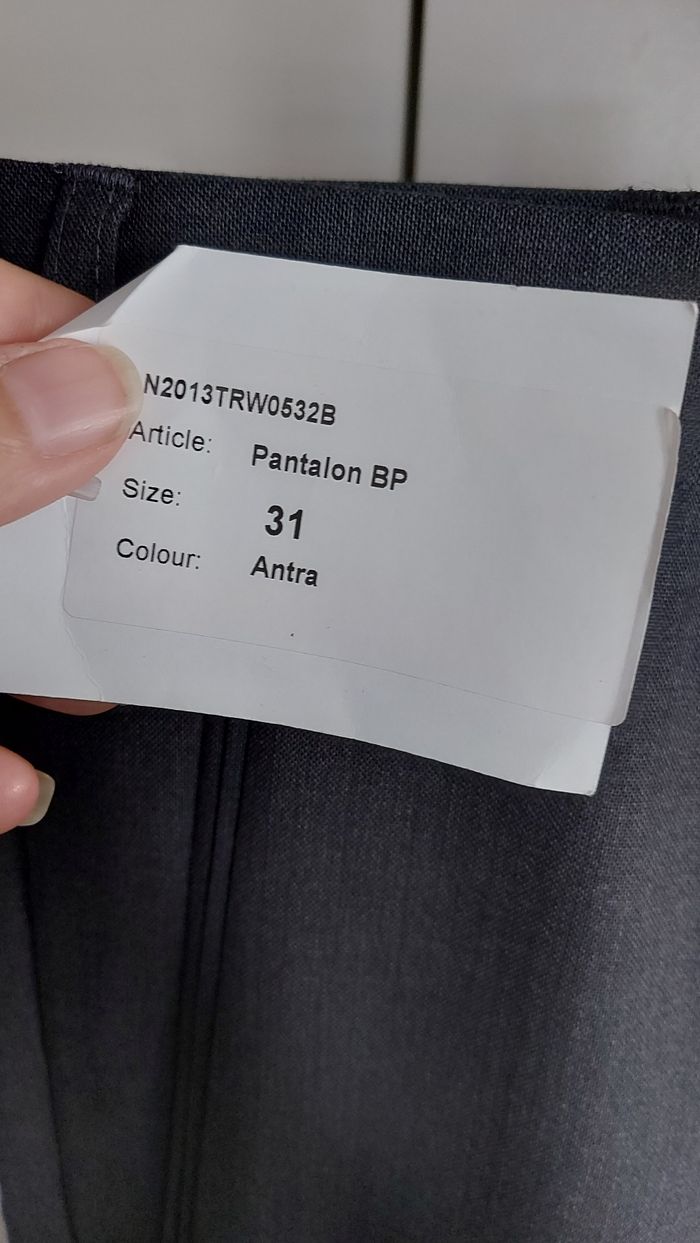 N2013TRW0532B
Article: Pantalon BP
Size: 31
Colour: Antra